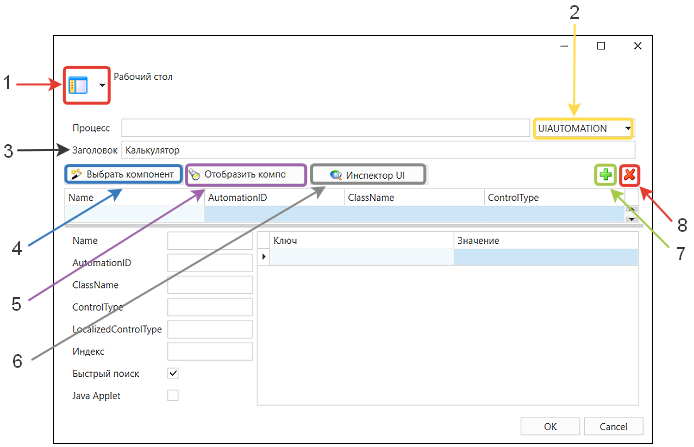 2
1
Рабочий стол
Процесс
UIAUTOMATION
3
Заголовок
Калькулятор
Выбрать компонент
Отобразить компо
Инспектор UI
Name AutomationID ClassName ControlType
8
4
7
5
6
Name
AutomationID
ClassName
ControlType
LocalizedControlType
Индекс
Быстрый поиск
Java Applet
Ключ Значение
OK Cancel